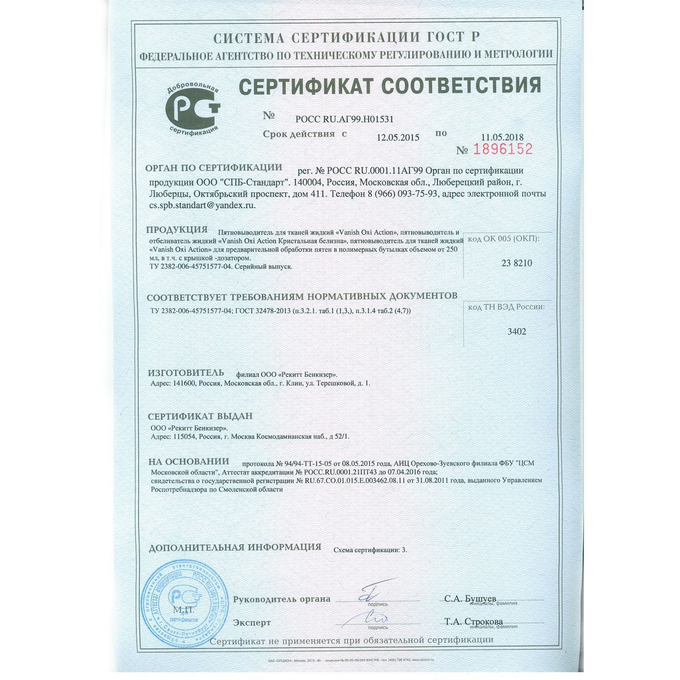 СИСТЕМА СЕРТИФИКАЦИИ ГОСТ Р
ФЕДЕРАЛЬНОЕ АГЕНТСТВО ПО ТЕХНИЧЕСКОМУ РЕГУЛИРОВАНИЮ И МЕТРОЛОГИИ
Добровольная
РСТ
сертификация
СЕРТИФИКАТ СООТВЕТСТВИЯ
№ РОСС RU.АГ99.Н01531
Срок действия с 12.05.2015 по 11.05.2018
№ 1896152
ОРГАН ПО СЕРТИФИКАЦИИ рег. № РОСС RU.0001.11АГ99 Орган по сертификации
продукции ООО "СПБ-Стандарт". 140004, Россия, Московская обл., Люберецкий район, г.
Люберцы, Октябрьский проспект, дом 411. Телефон 8 (966) 093-75-93, адрес электронной почты
cs.spb.standart@yandex.ru.
ПРОДУКЦИЯ Пятновыводитель для тканей жидкий «Vanish Oxi Action», пятновыводитель и
отбеливатель жидкий «Vanish Oxi Action Кристальная белизна», пятновыводитель для тканей жидкий
«Vanish Oxi Action» для предварительной обработки пятен в полимерных бутылках объемом от 250
мл, в т.ч. с крышкой -дозатором.
ТУ 2382-006-45751577-04. Серийный выпуск.
код ОК 005 (ОКП):
23 8210
СООТВЕТСТВУЕТ ТРЕБОВАНИЯМ НОРМАТИВНЫХ ДОКУМЕНТОВ
ТУ 2382-006-45751577-04; ГОСТ 32478-2013 (п.3.2.1. таб.1 (1,3,), п.3.1.4 таб.2 (4,7))
код ТН ВЭД России:
3402
ИЗГОТОВИТЕЛЬ филиал ООО «Рекитт Бенкизер».
Адрес: 141600, Россия, Московская обл., г. Клин, ул. Терешковой, д. 1.
СЕРТИФИКАТ ВЫДАН
ООО «Рекитт Бенкизер».
Адрес: 115054, Россия, г. Москва Космодамианская наб., д 52/1.
НА ОСНОВАНИИ протокола № 94/94-ТТ-15-05 от 08.05.2015 года, АИЦ Орехово-Зуевского филиала ФБУ "ЦСМ
Московской области", Аттестат аккредитации № РОСС.RU.0001.21ПТ43 до 07.04.2016 года;
свидетельства о государственной регистрации № RU.67.CO.01.015.Е.003462.08.11 от 31.08.2011 года, выданного Управлением
Роспотребнадзора по Смоленской области
ДОПОЛНИТЕЛЬНАЯ ИНФОРМАЦИЯ Схема сертификации: 3.
М.П.
Руководитель органа
подпись
С.А. Бушуев
инициалы, фамилия
Эксперт
подпись
Т.А. Строкова
инициалы, фамилия
Сертификат не применяется при обязательной сертификации